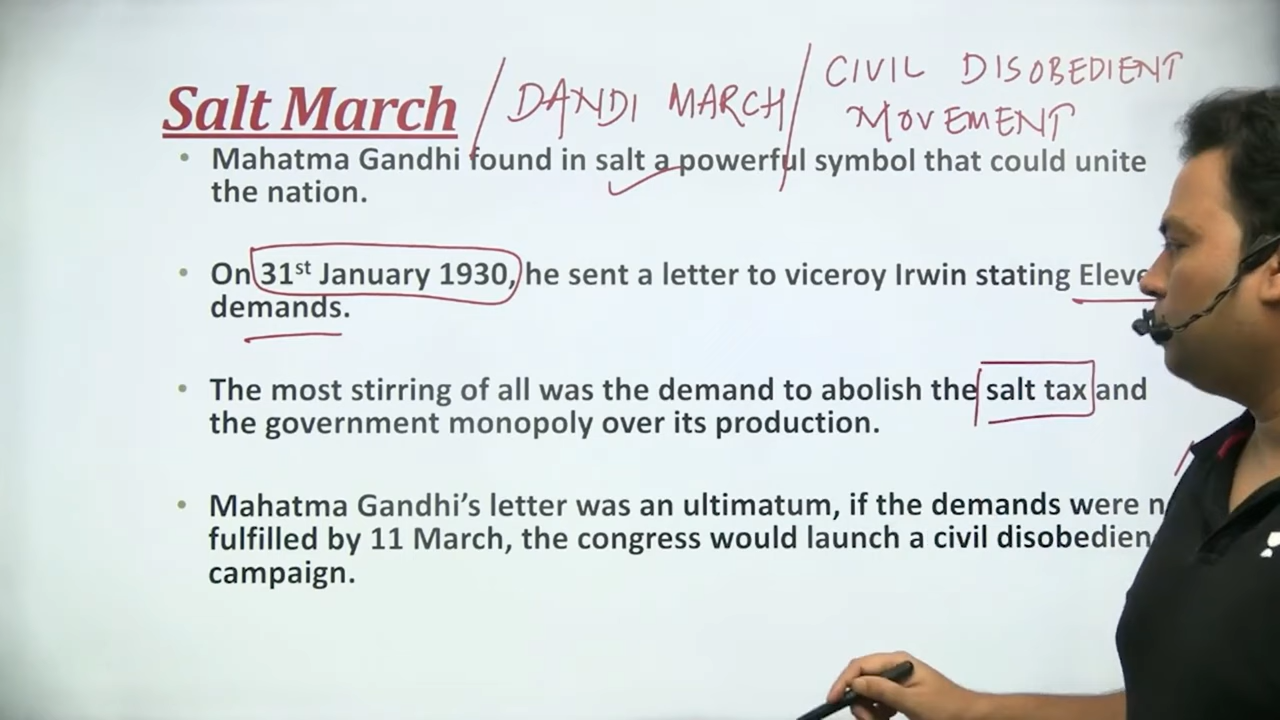 Salt March / DANDI MARCH / CIVIL DISOBEDIENT
MOVEMENT
• Mahatma Gandhi found in salt a powerful symbol that could unite
the nation.
• On 31st January 1930, he sent a letter to viceroy Irwin stating Eleve
demands.
• The most stirring of all was the demand to abolish the salt tax and
the government monopoly over its production.
• Mahatma Gandhi's letter was an ultimatum, if the demands were n
fulfilled by 11 March, the congress would launch a civil disobedien
campaign.